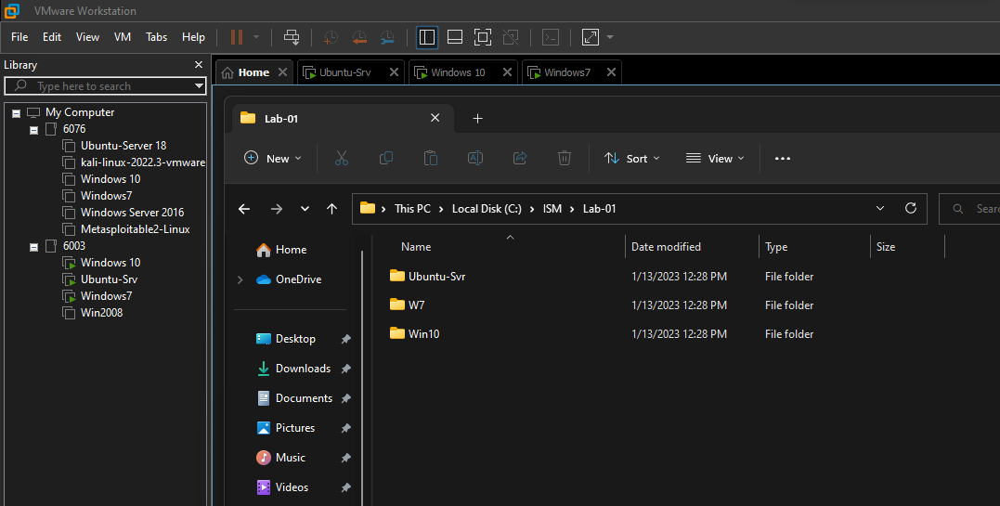 VMware Workstation
File Edit View VM Tabs Help
Library
Type here to search
My Computer
6076
Ubuntu-Server 18
kali-linux-2022.3-vmware
Windows 10
Windows7
Windows Server 2016
Metasploitable2-Linux
6003
Windows 10
Ubuntu-Srv
Windows7
Win2008
Home Ubuntu-Srv Windows 10 Windows7
Lab-01
New Sort View
This PC Local Disk (C:) ISM Lab-01 Searc
Home
OneDrive
Desktop
Downloads
Documents
Pictures
Music
Videos
Name Date modified Type Size
Ubuntu-Svr 1/13/2023 12:28 PM File folder
W7 1/13/2023 12:28 PM File folder
Win10 1/13/2023 12:28 PM File folder